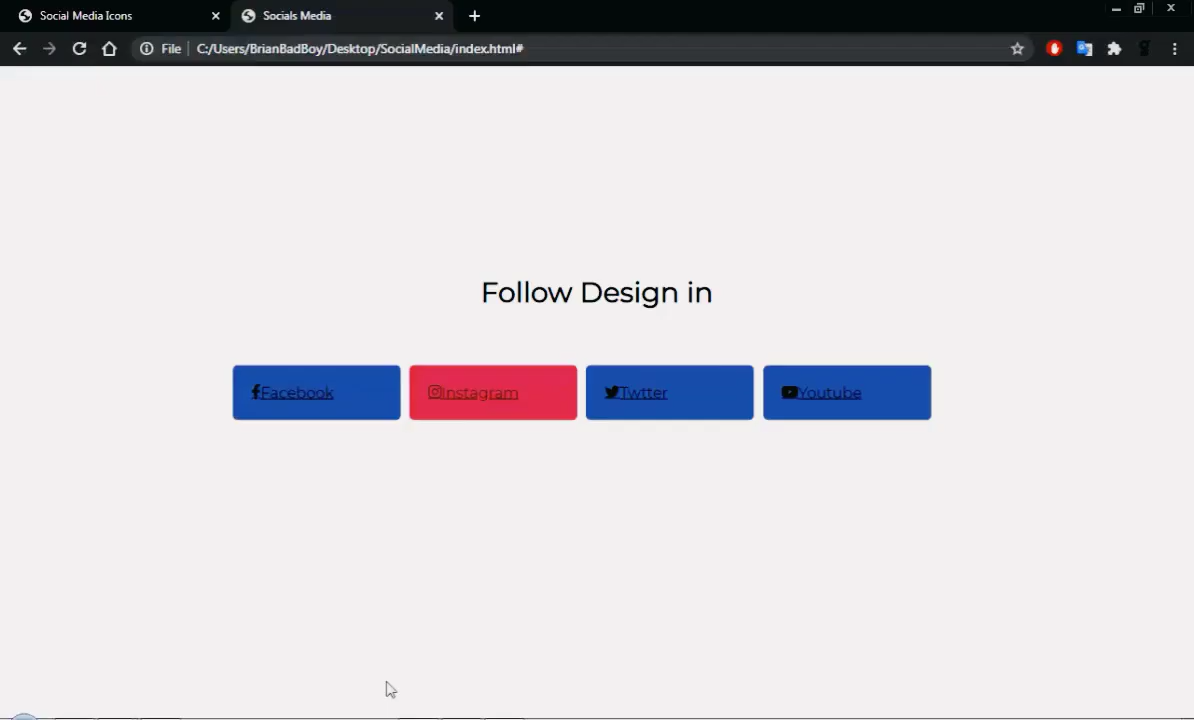 Social Media Icons
Socials Media
File
C:/Users/BrianBadBoy/Desktop/SocialMedia/index.html#
Follow Design in
Facebook
Instagram
Twtter
Youtube